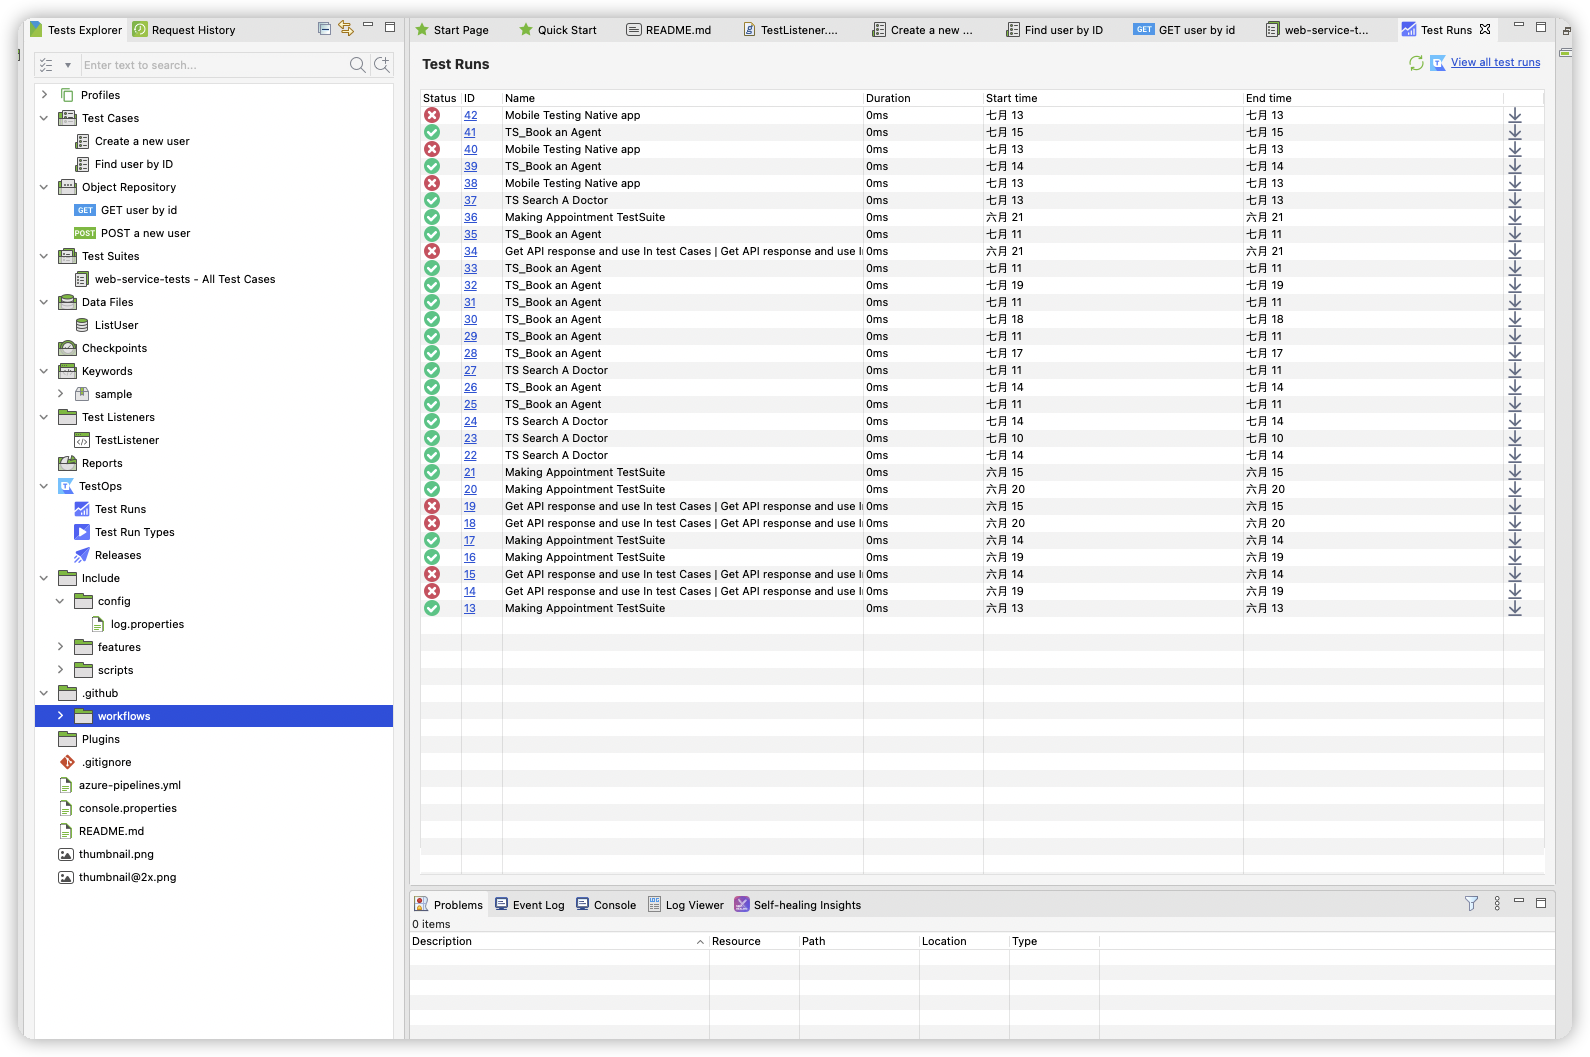 Tests Explorer Request History
Enter text to search...
Profiles
Test Cases
Create a new user
Find user by ID
Object Repository
GET GET user by id
POST POST a new user
Test Suites
web-service-tests - All Test Cases
Data Files
ListUser
Checkpoints
Keywords
sample
Test Listeners
TestListener
Reports
TestOps
Test Runs
Test Run Types
Releases
Include
config
log.properties
features
scripts
.github
workflows
Plugins
.gitignore
azure-pipelines.yml
console.properties
README.md
thumbnail.png
thumbnail@2x.png
Start Page Quick Start README.md TestListener.... Create a new ... Find user by ID GET GET user by id web-service-t... Test Runs
Test Runs View all test runs
Status ID Name Duration Start time End time
42 Mobile Testing Native app 0ms 七月 13 七月 13
41 TS_Book an Agent 0ms 七月 15 七月 15
40 Mobile Testing Native app 0ms 七月 13 七月 13
39 TS_Book an Agent 0ms 七月 14 七月 14
38 Mobile Testing Native app 0ms 七月 13 七月 13
37 TS Search A Doctor 0ms 七月 13 七月 13
36 Making Appointment TestSuite 0ms 六月 21 六月 21
35 TS_Book an Agent 0ms 七月 11 七月 11
34 Get API response and use In test Cases | Get API response and use I 0ms 六月 21 六月 21
33 TS_Book an Agent 0ms 七月 11 七月 11
32 TS_Book an Agent 0ms 七月 19 七月 19
31 TS_Book an Agent 0ms 七月 11 七月 11
30 TS_Book an Agent 0ms 七月 18 七月 18
29 TS_Book an Agent 0ms 七月 11 七月 11
28 TS_Book an Agent 0ms 七月 17 七月 17
27 TS Search A Doctor 0ms 七月 11 七月 11
26 TS_Book an Agent 0ms 七月 14 七月 14
25 TS_Book an Agent 0ms 七月 11 七月 11
24 TS Search A Doctor 0ms 七月 14 七月 14
23 TS Search A Doctor 0ms 七月 10 七月 10
22 TS Search A Doctor 0ms 七月 14 七月 14
21 Making Appointment TestSuite 0ms 六月 15 六月 15
20 Making Appointment TestSuite 0ms 六月 20 六月 20
19 Get API response and use In test Cases | Get API response and use I 0ms 六月 15 六月 15
18 Get API response and use In test Cases | Get API response and use I 0ms 六月 20 六月 20
17 Making Appointment TestSuite 0ms 六月 14 六月 14
16 Making Appointment TestSuite 0ms 六月 19 六月 19
15 Get API response and use In test Cases | Get API response and use I 0ms 六月 14 六月 14
14 Get API response and use In test Cases | Get API response and use I 0ms 六月 19 六月 19
13 Making Appointment TestSuite 0ms 六月 13 六月 13
Problems Event Log Console Log Viewer Self-healing Insights
0 items
Description Resource Path Location Type